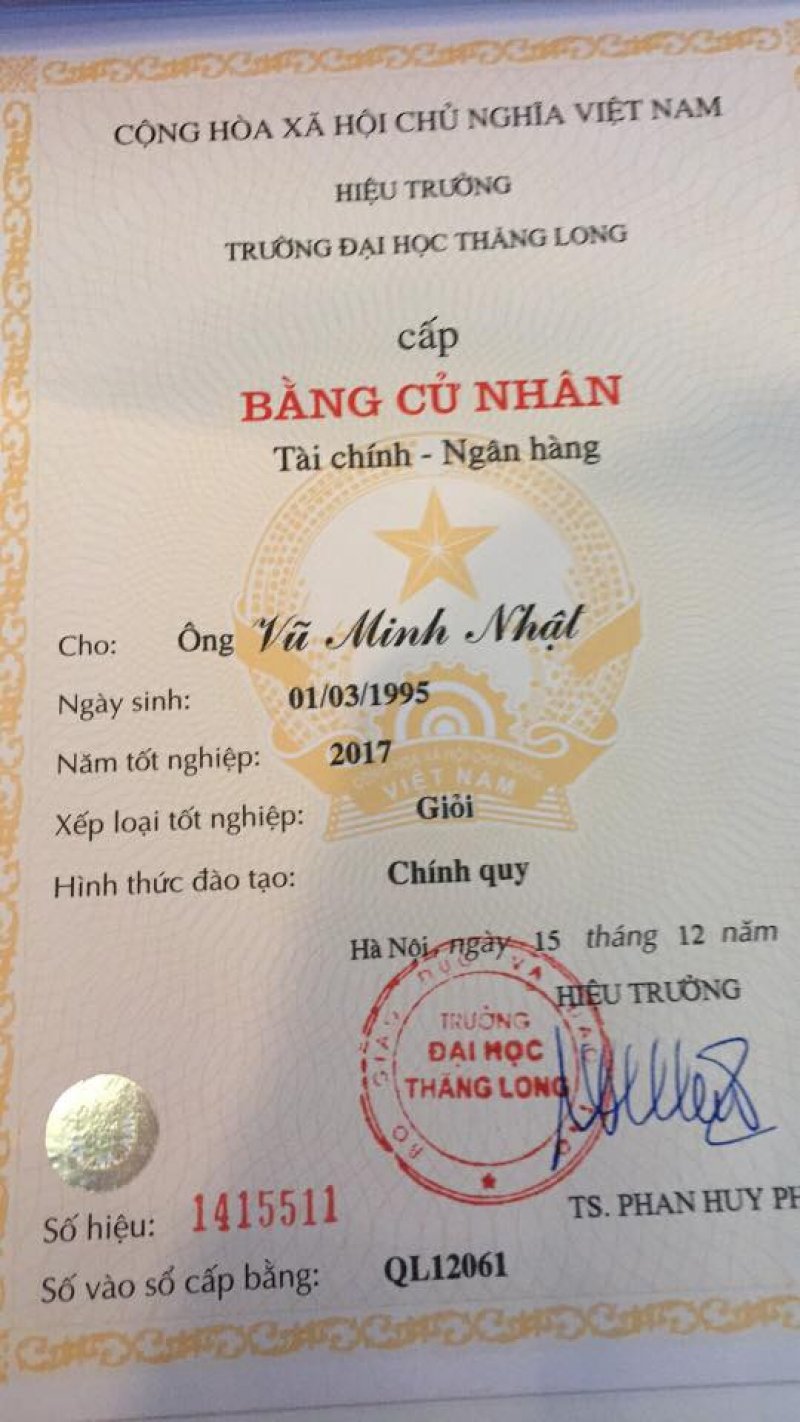 CỘNG HÒA XÃ HỘI CHỦ NGHĨA VIỆT NAM
HIỆU TRƯỞNG
TRƯỜNG ĐẠI HỌC THĂNG LONG
cấp
BẰNG CỬ NHÂN
Tài chính - Ngân hàng
Cho: Ông Vũ Minh Nhật
Ngày sinh: 01/03/1995
Năm tốt nghiệp: 2017
VIỆT NAM
Xếp loại tốt nghiệp: Giỏi
Hình thức đào tạo: Chính quy
Hà Nội, ngày 15 tháng 12 năm
HIỆU TRƯỞNG
TRƯỜNG
ĐẠI HỌC
THĂNG LONG
TS. PHAN HUY PH
Số hiệu: 1415511
Số vào sổ cấp bằng: QL12061